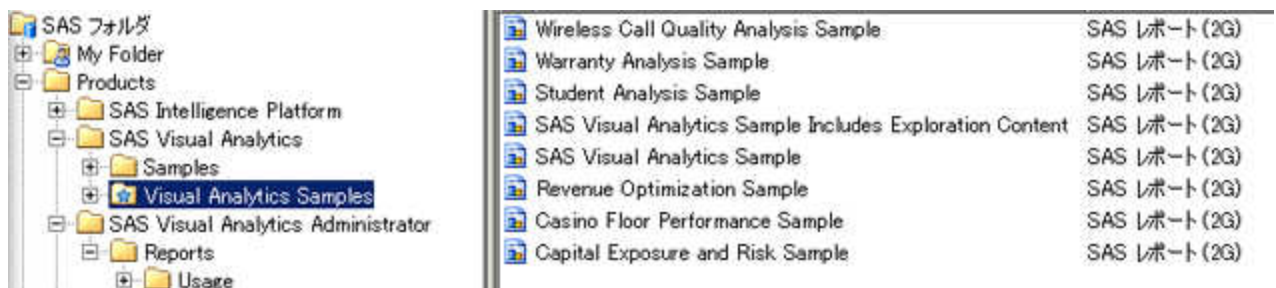 SAS フォルダ
My Folder
Products
SAS Intelligence Platform
SAS Visual Analytics
Samples
Visual Analytics Samples
SAS Visual Analytics Administrator
Reports
Usage
Wireless Call Quality Analysis Sample SAS レポート(2G)
Warranty Analysis Sample SAS レポート(2G)
Student Analysis Sample SAS レポート(2G)
SAS Visual Analytics Sample Includes Exploration Content SAS レポート(2G)
SAS Visual Analytics Sample SAS レポート(2G)
Revenue Optimization Sample SAS レポート(2G)
Casino Floor Performance Sample SAS レポート(2G)
Capital Exposure and Risk Sample SAS レポート(2G)